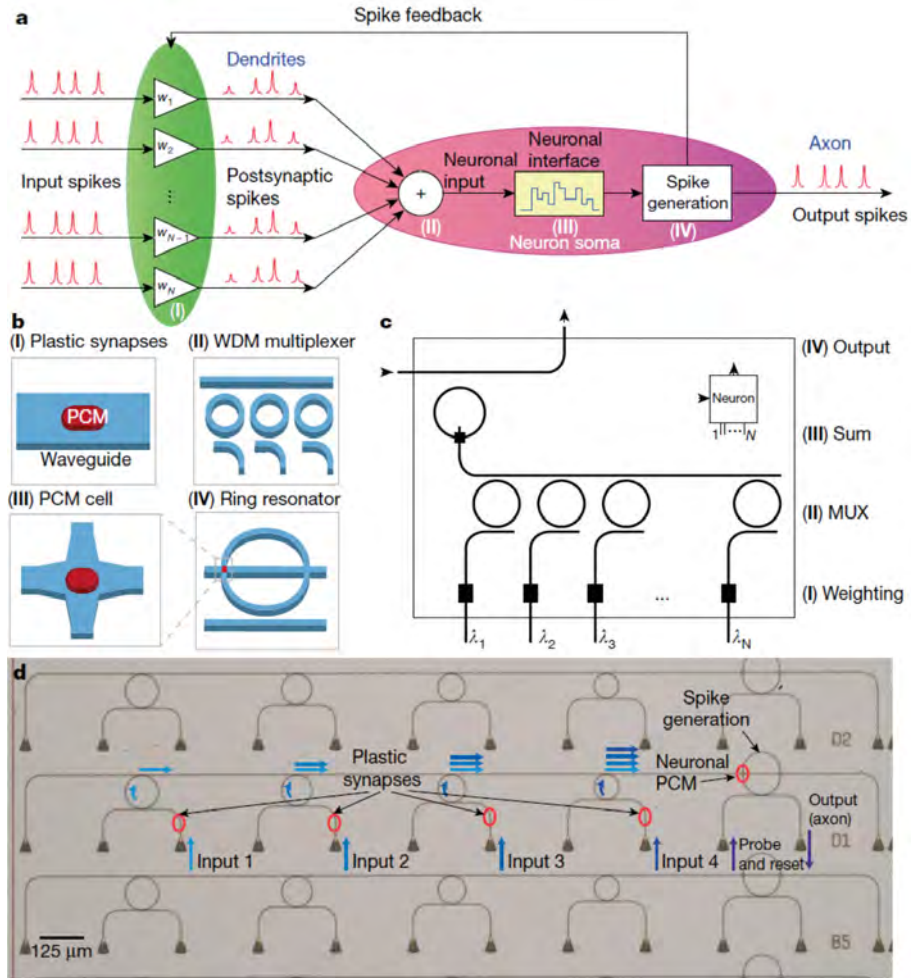 a
Spike feedback
Dendrites
w1
w2
⋮
wN−1
wN
(I)
Input spikes
Postsynaptic
spikes
+
(II)
Neuronal
input
Neuronal
interface
(III)
Neuron soma
Spike
generation
(IV)
Axon
Output spikes
b
(I) Plastic synapses
PCM
Waveguide
(II) WDM multiplexer
(III) PCM cell
(IV) Ring resonator
c
Neuron
1 ... N
(IV) Output
(III) Sum
(II) MUX
(I) Weighting
...
λ1
λ2
λ3
λN
d
Spike
generation
D2
Plastic
synapses
Neuronal
PCM
Output
(axon)
D1
Input 1
Input 2
Input 3
Input 4
Probe
and reset
125 μm
B5